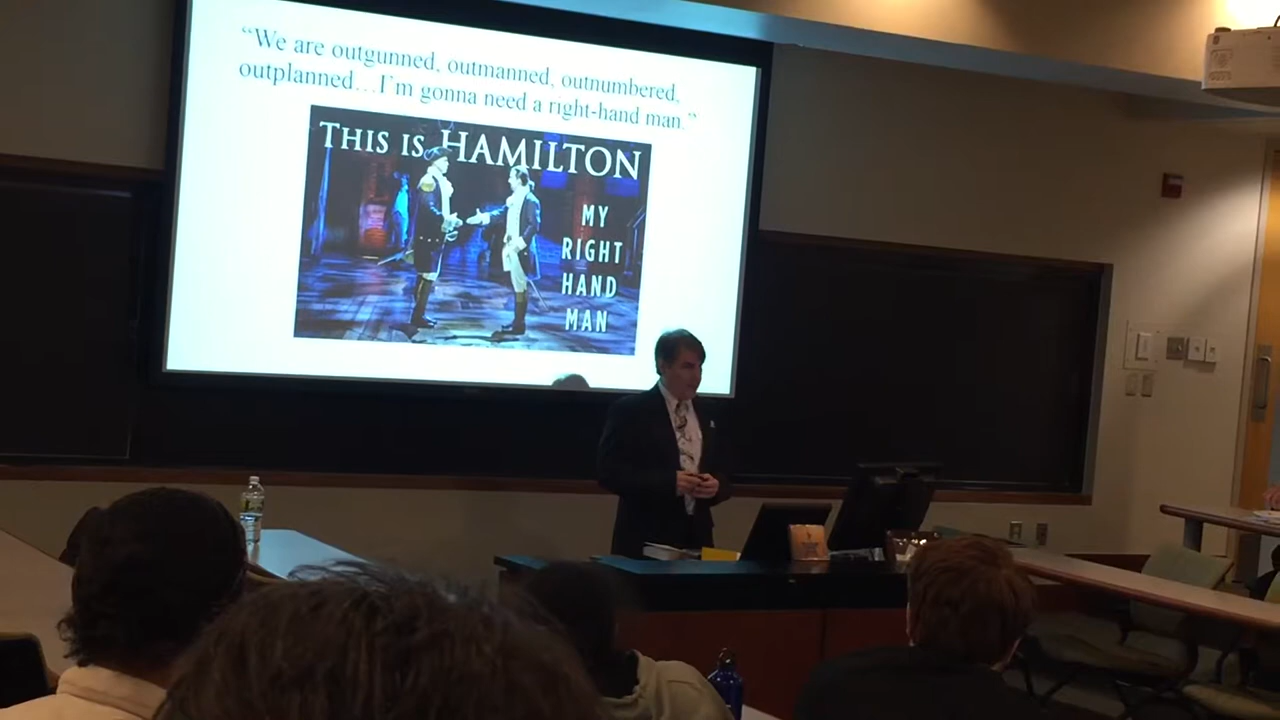 “We are outgunned, outmanned, outnumbered,
outplanned…I’m gonna need a right-hand man.”
THIS IS HAMILTON
MY
RIGHT
HAND
MAN